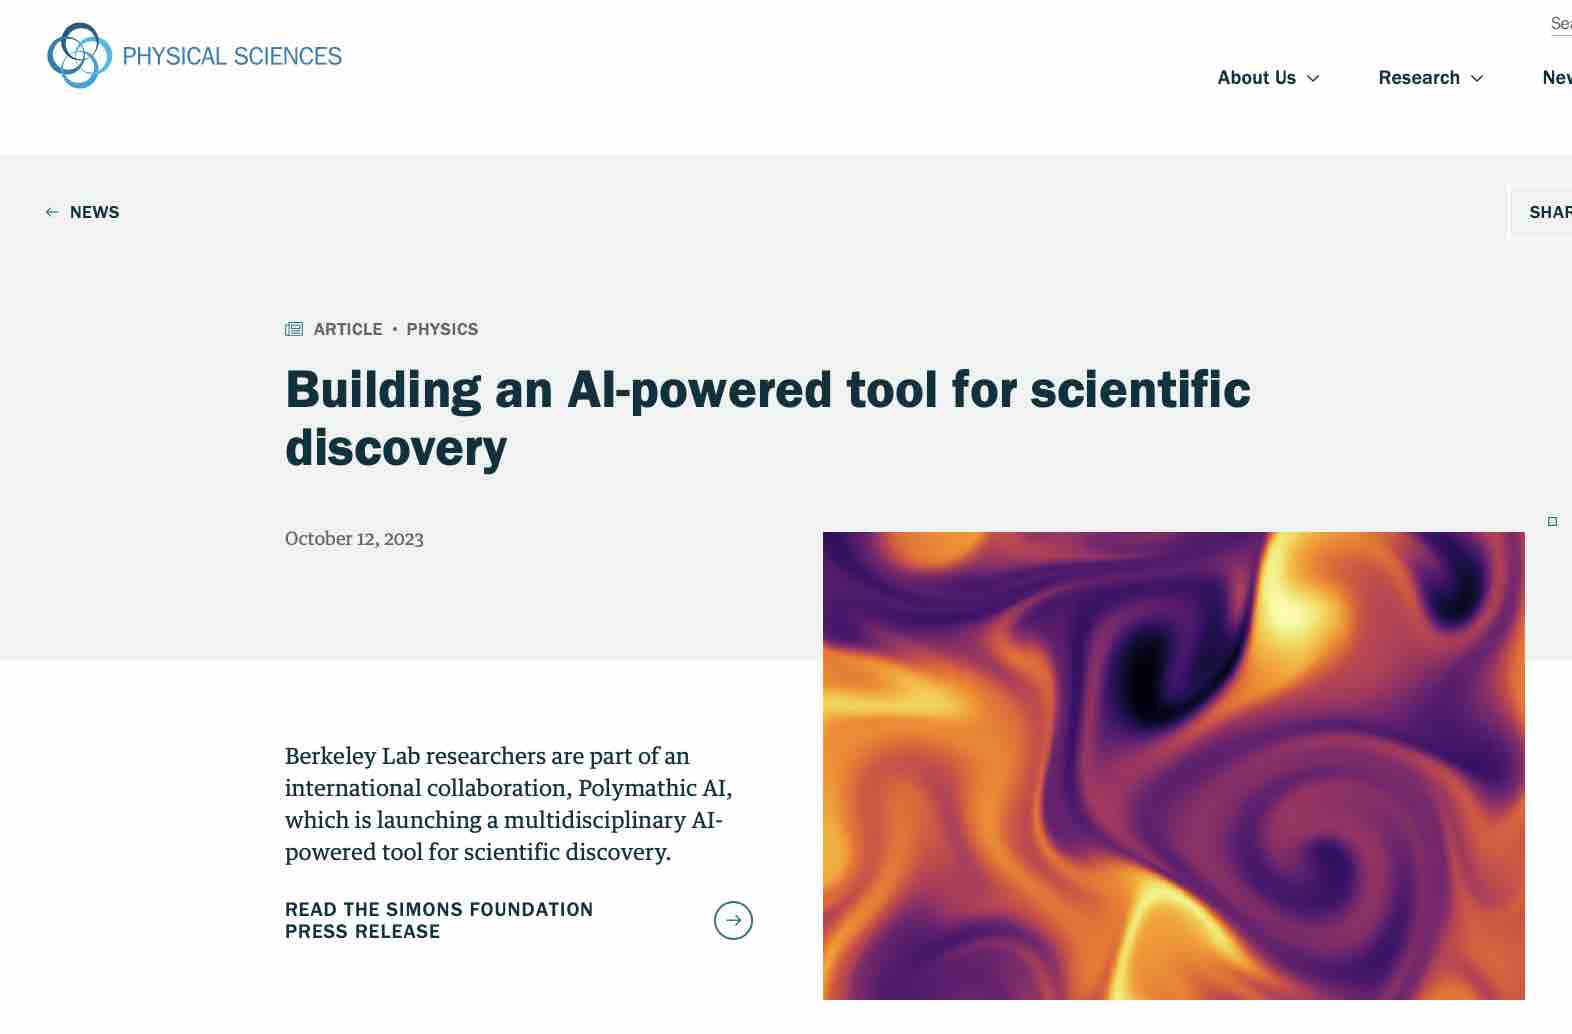 PHYSICAL SCIENCES
Sea
About Us
Research
New
NEWS
SHAR
ARTICLE • PHYSICS
Building an AI-powered tool for scientific
discovery
October 12, 2023
Berkeley Lab researchers are part of an
international collaboration, Polymathic AI,
which is launching a multidisciplinary AI-
powered tool for scientific discovery.
READ THE SIMONS FOUNDATION
PRESS RELEASE